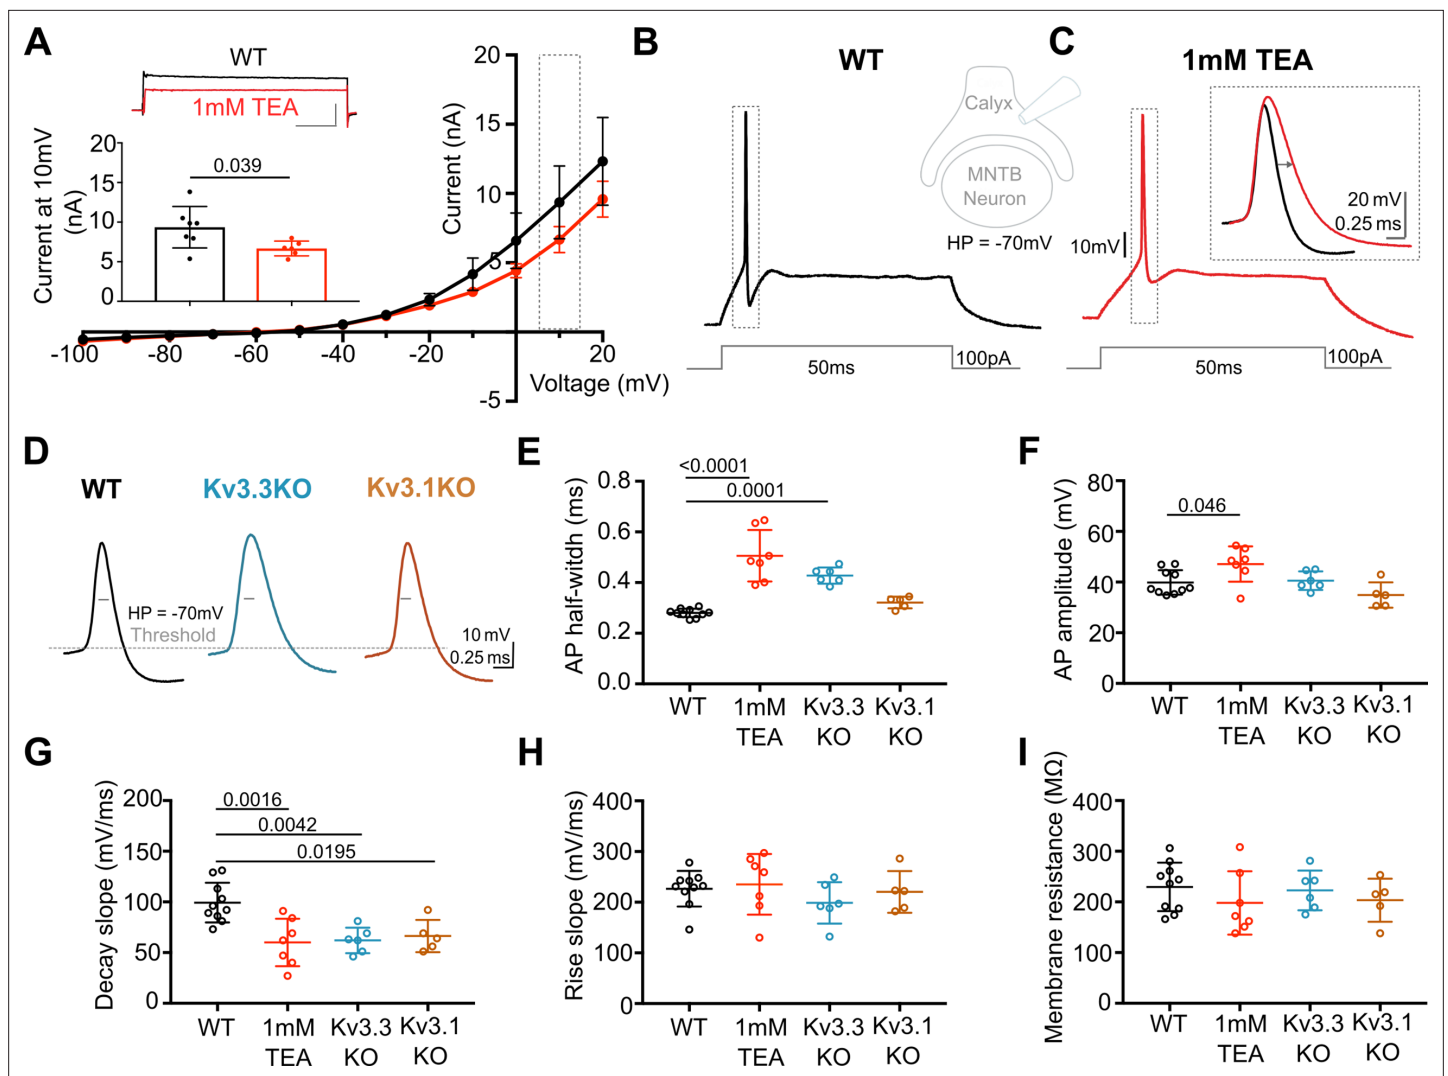 A
WT
1mM TEA
Current at 10mV
(nA)
20
15
10
5
0
0.039
Current (nA)
20
15
10
5
-5
-100
-80
-60
-40
-20
0
20
Voltage (mV)
B
WT
Calyx
MNTB
Neuron
HP = -70mV
50ms
100pA
C
1mM TEA
20 mV
0.25 ms
10mV
50ms
100pA
D
WT
Kv3.3KO
Kv3.1KO
HP = -70mV
Threshold
10 mV
0.25 ms
E
AP half-witdh (ms)
0.8
0.6
0.4
0.2
0.0
<0.0001
0.0001
WT
1mM
TEA
Kv3.3
KO
Kv3.1
KO
F
AP amplitude (mV)
80
60
40
20
0
0.046
WT
1mM
TEA
Kv3.3
KO
Kv3.1
KO
G
Decay slope (mV/ms)
200
150
100
50
0
0.0016
0.0042
0.0195
WT
1mM
TEA
Kv3.3
KO
Kv3.1
KO
H
Rise slope (mV/ms)
400
300
200
100
0
WT
1mM
TEA
Kv3.3
KO
Kv3.1
KO
I
Membrane resistance (MΩ)
400
300
200
100
0
WT
1mM
TEA
Kv3.3
KO
Kv3.1
KO